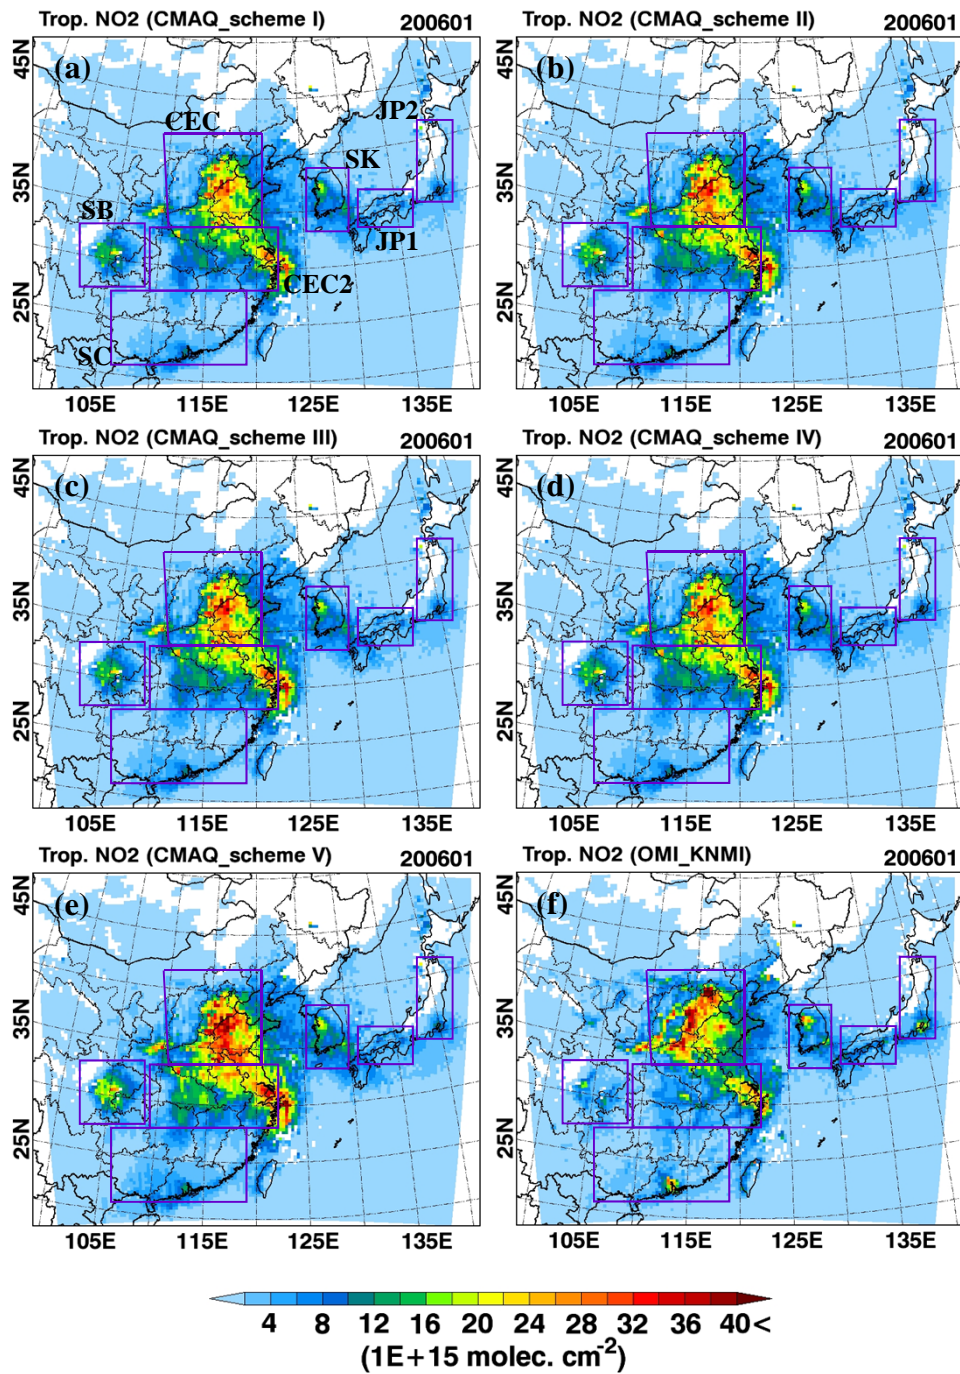 Trop. NO2 (CMAQ_scheme I) 200601
(a)
45N
35N
25N
CEC
JP2
SK
SB
JP1
CEC2
SC
105E 115E 125E 135E
Trop. NO2 (CMAQ_scheme II) 200601
(b)
45N
35N
25N
105E 115E 125E 135E
Trop. NO2 (CMAQ_scheme III) 200601
(c)
45N
35N
25N
105E 115E 125E 135E
Trop. NO2 (CMAQ_scheme IV) 200601
(d)
45N
35N
25N
105E 115E 125E 135E
Trop. NO2 (CMAQ_scheme V) 200601
(e)
45N
35N
25N
105E 115E 125E 135E
Trop. NO2 (OMI_KNMI) 200601
(f)
45N
35N
25N
105E 115E 125E 135E
4 8 12 16 20 24 28 32 36 40<
(1E+15 molec. cm⁻²)